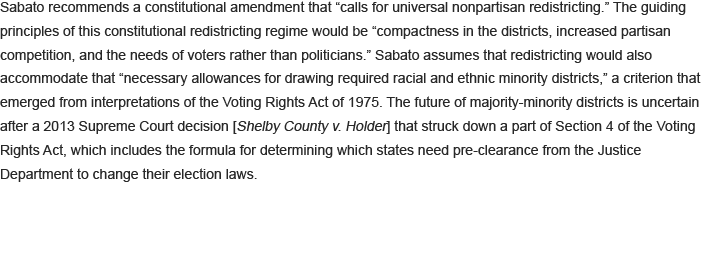 Sabato recommends a constitutional amendment that “calls for universal nonpartisan redistricting.” The guiding
principles of this constitutional redistricting regime would be “compactness in the districts, increased partisan
competition, and the needs of voters rather than politicians.” Sabato assumes that redistricting would also
accommodate that “necessary allowances for drawing required racial and ethnic minority districts,” a criterion that
emerged from interpretations of the Voting Rights Act of 1975. The future of majority-minority districts is uncertain
after a 2013 Supreme Court decision [Shelby County v. Holder] that struck down a part of Section 4 of the Voting
Rights Act, which includes the formula for determining which states need pre-clearance from the Justice
Department to change their election laws.